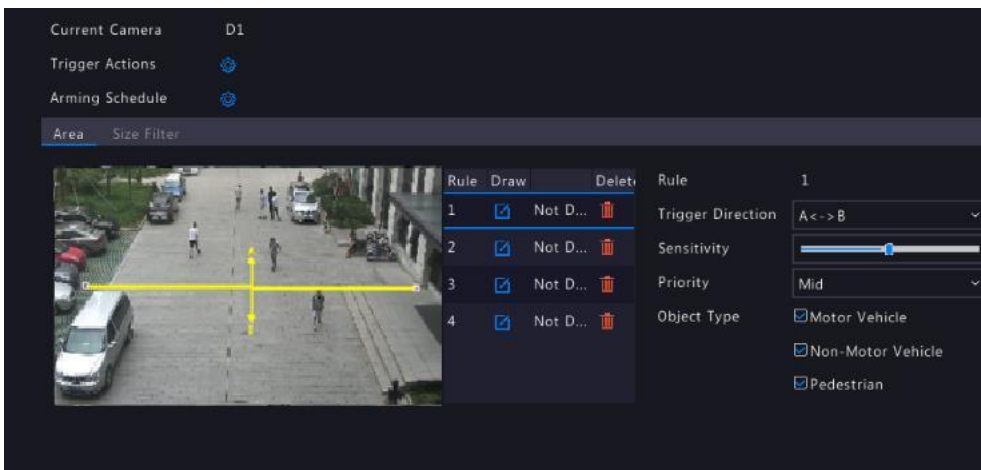 Current Camera D1
Trigger Actions
Arming Schedule
Area Size Filter
Rule Draw Delete
1 Not D...
2 Not D...
3 Not D...
4 Not D...
Rule 1
Trigger Direction A<->B
Sensitivity
Priority Mid
Object Type Motor Vehicle
Non-Motor Vehicle
Pedestrian